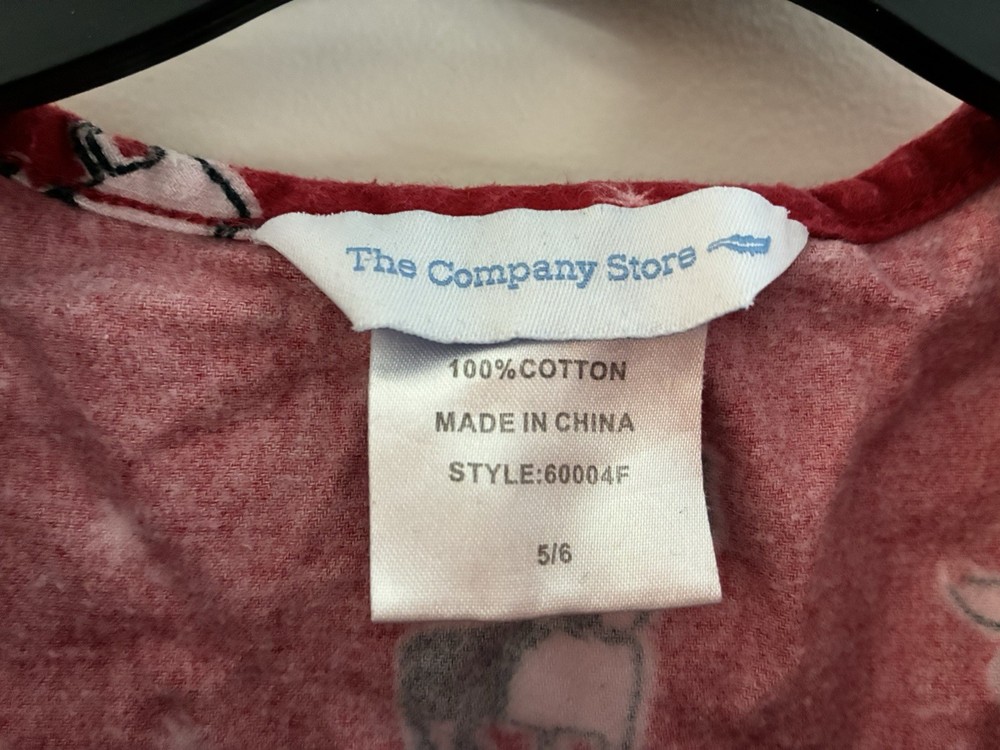 The Company Store
100%COTTON
MADE IN CHINA
STYLE:60004F
5/6